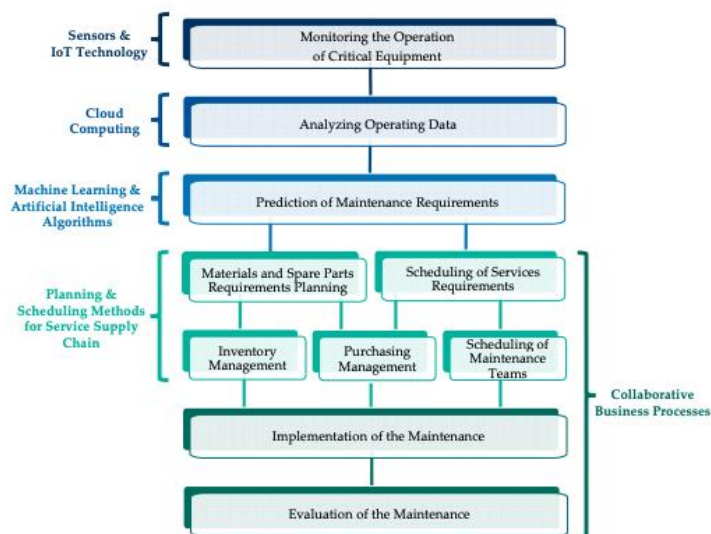 Sensors &
IoT Technology
Monitoring the Operation
of Critical Equipment
Cloud
Computing
Analyzing Operating Data
Machine Learning &
Artificial Intelligence
Algorithms
Prediction of Maintenance Requirements
Planning &
Scheduling Methods
for Service Supply
Chain
Materials and Spare Parts
Requirements Planning
Scheduling of Services
Requirements
Inventory
Management
Purchasing
Management
Scheduling of
Maintenance
Teams
Collaborative
Business Processes
Implementation of the Maintenance
Evaluation of the Maintenance